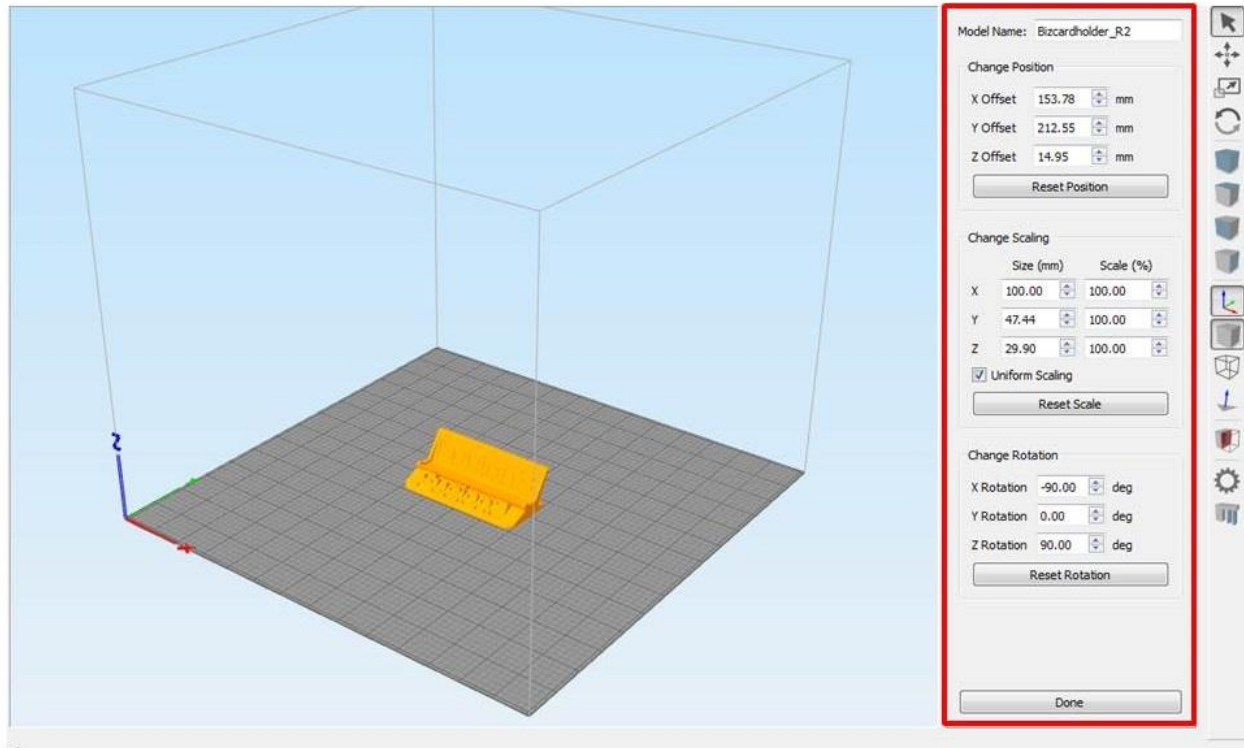 Model Name: Bizcardholder_R2
Change Position
X Offset 153.78 mm
Y Offset 212.55 mm
Z Offset 14.95 mm
Reset Position
Change Scaling
Size (mm) Scale (%)
X 100.00 100.00
Y 47.44 100.00
Z 29.90 100.00
Uniform Scaling
Reset Scale
Change Rotation
X Rotation -90.00 deg
Y Rotation 0.00 deg
Z Rotation 90.00 deg
Reset Rotation
Done